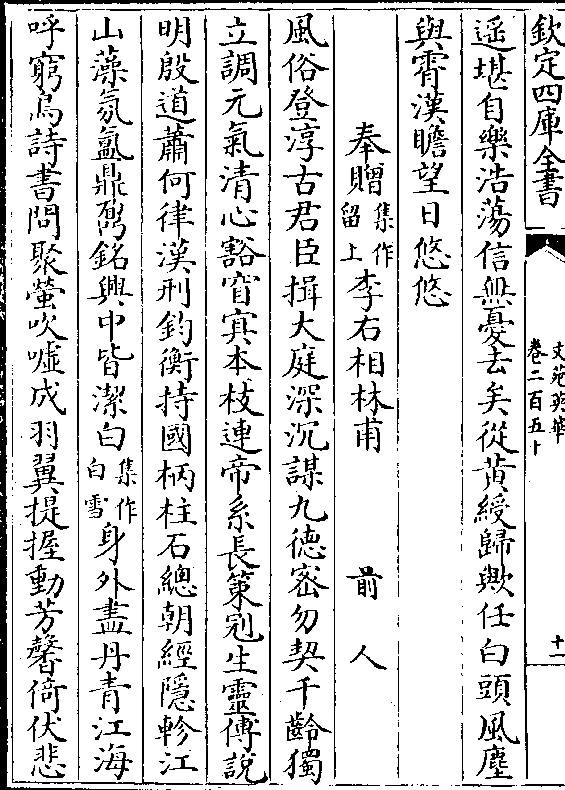 欽定四庫全書
文苑英華
卷二百五十
十一
遥堪自樂浩蕩信無憂去矣從黄綬歸歟任白頭風塵
與霄漢瞻望日悠悠
奉贈集作留上李右相林甫 前人
風俗登淳古君臣揖大庭深沉謀九德宻勿契千齡獨
立調元氣清心豁窅㝠本枝連帝系長策冠生靈傅說
明殷道蕭何律漢刑鈞衡持國柄柱石總朝經隱軫江
山藻氛氲鼎鼐銘興中皆潔白集作白雪身外盡丹青江海
呼窮鳥詩書問聚螢吹嘘成羽翼提握動芳馨倚伏悲